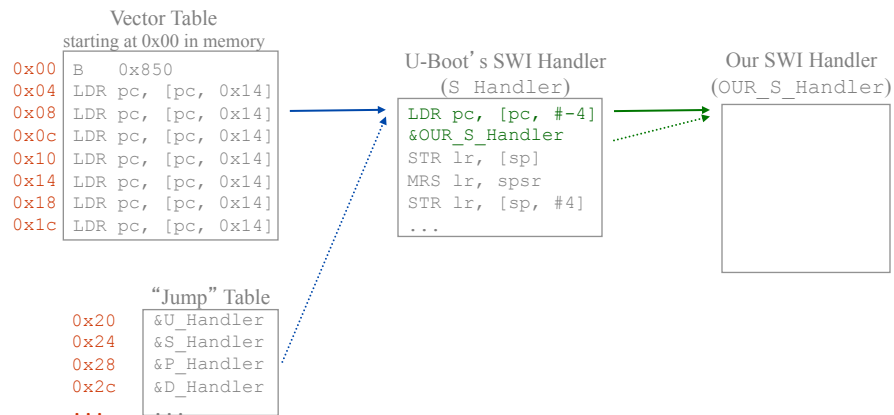 Vector Table
starting at 0x00 in memory
0x00 B 0x850
0x04 LDR pc, [pc, 0x14]
0x08 LDR pc, [pc, 0x14]
0x0c LDR pc, [pc, 0x14]
0x10 LDR pc, [pc, 0x14]
0x14 LDR pc, [pc, 0x14]
0x18 LDR pc, [pc, 0x14]
0x1c LDR pc, [pc, 0x14]
U-Boot's SWI Handler
(S Handler)
LDR pc, [pc, #-4]
&OUR_S_Handler
STR lr, [sp]
MRS lr, spsr
STR lr, [sp, #4]
...
Our SWI Handler
(OUR_S_Handler)
“Jump” Table
0x20 &U_Handler
0x24 &S_Handler
0x28 &P_Handler
0x2c &D_Handler
... ...